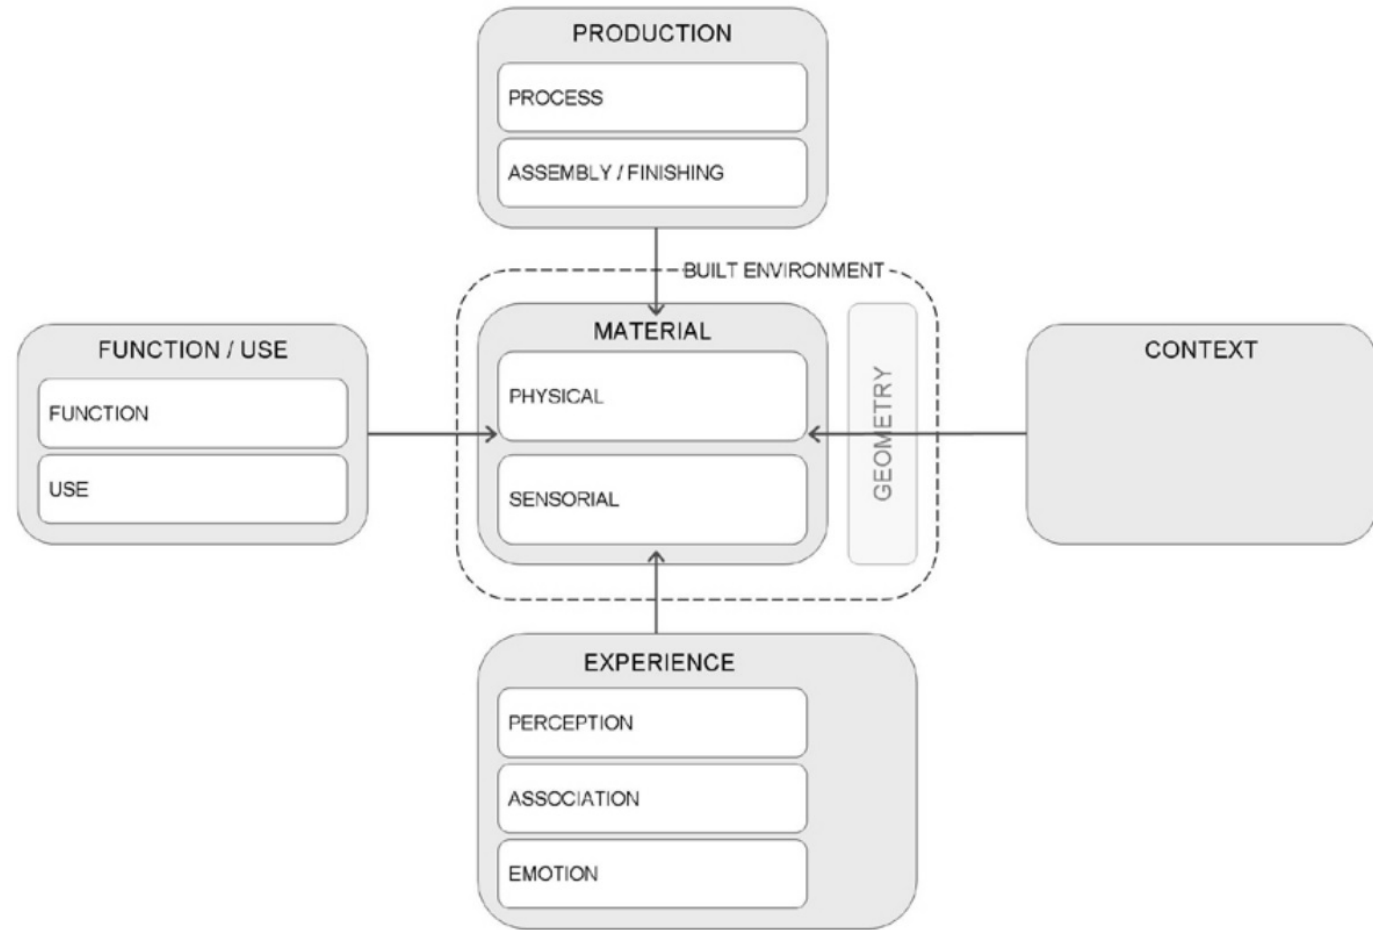 PRODUCTION
PROCESS
ASSEMBLY / FINISHING
BUILT ENVIRONMENT
MATERIAL
PHYSICAL
SENSORIAL
GEOMETRY
FUNCTION / USE
FUNCTION
USE
CONTEXT
EXPERIENCE
PERCEPTION
ASSOCIATION
EMOTION